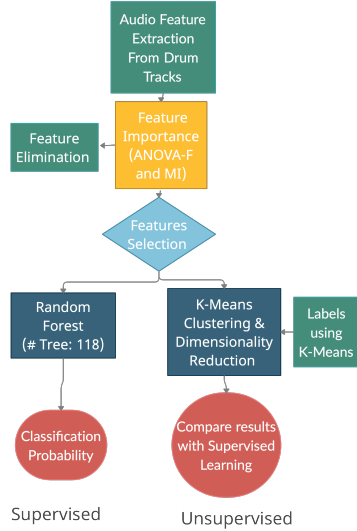 Audio Feature
Extraction
From Drum
Tracks
Feature
Importance
(ANOVA-F
and MI)
Feature
Elimination
Features
Selection
Random
Forest
(# Tree: 118)
K-Means
Clustering &
Dimensionality
Reduction
Labels
using
K-Means
Classification
Probability
Compare results
with Supervised
Learning
Supervised
Unsupervised